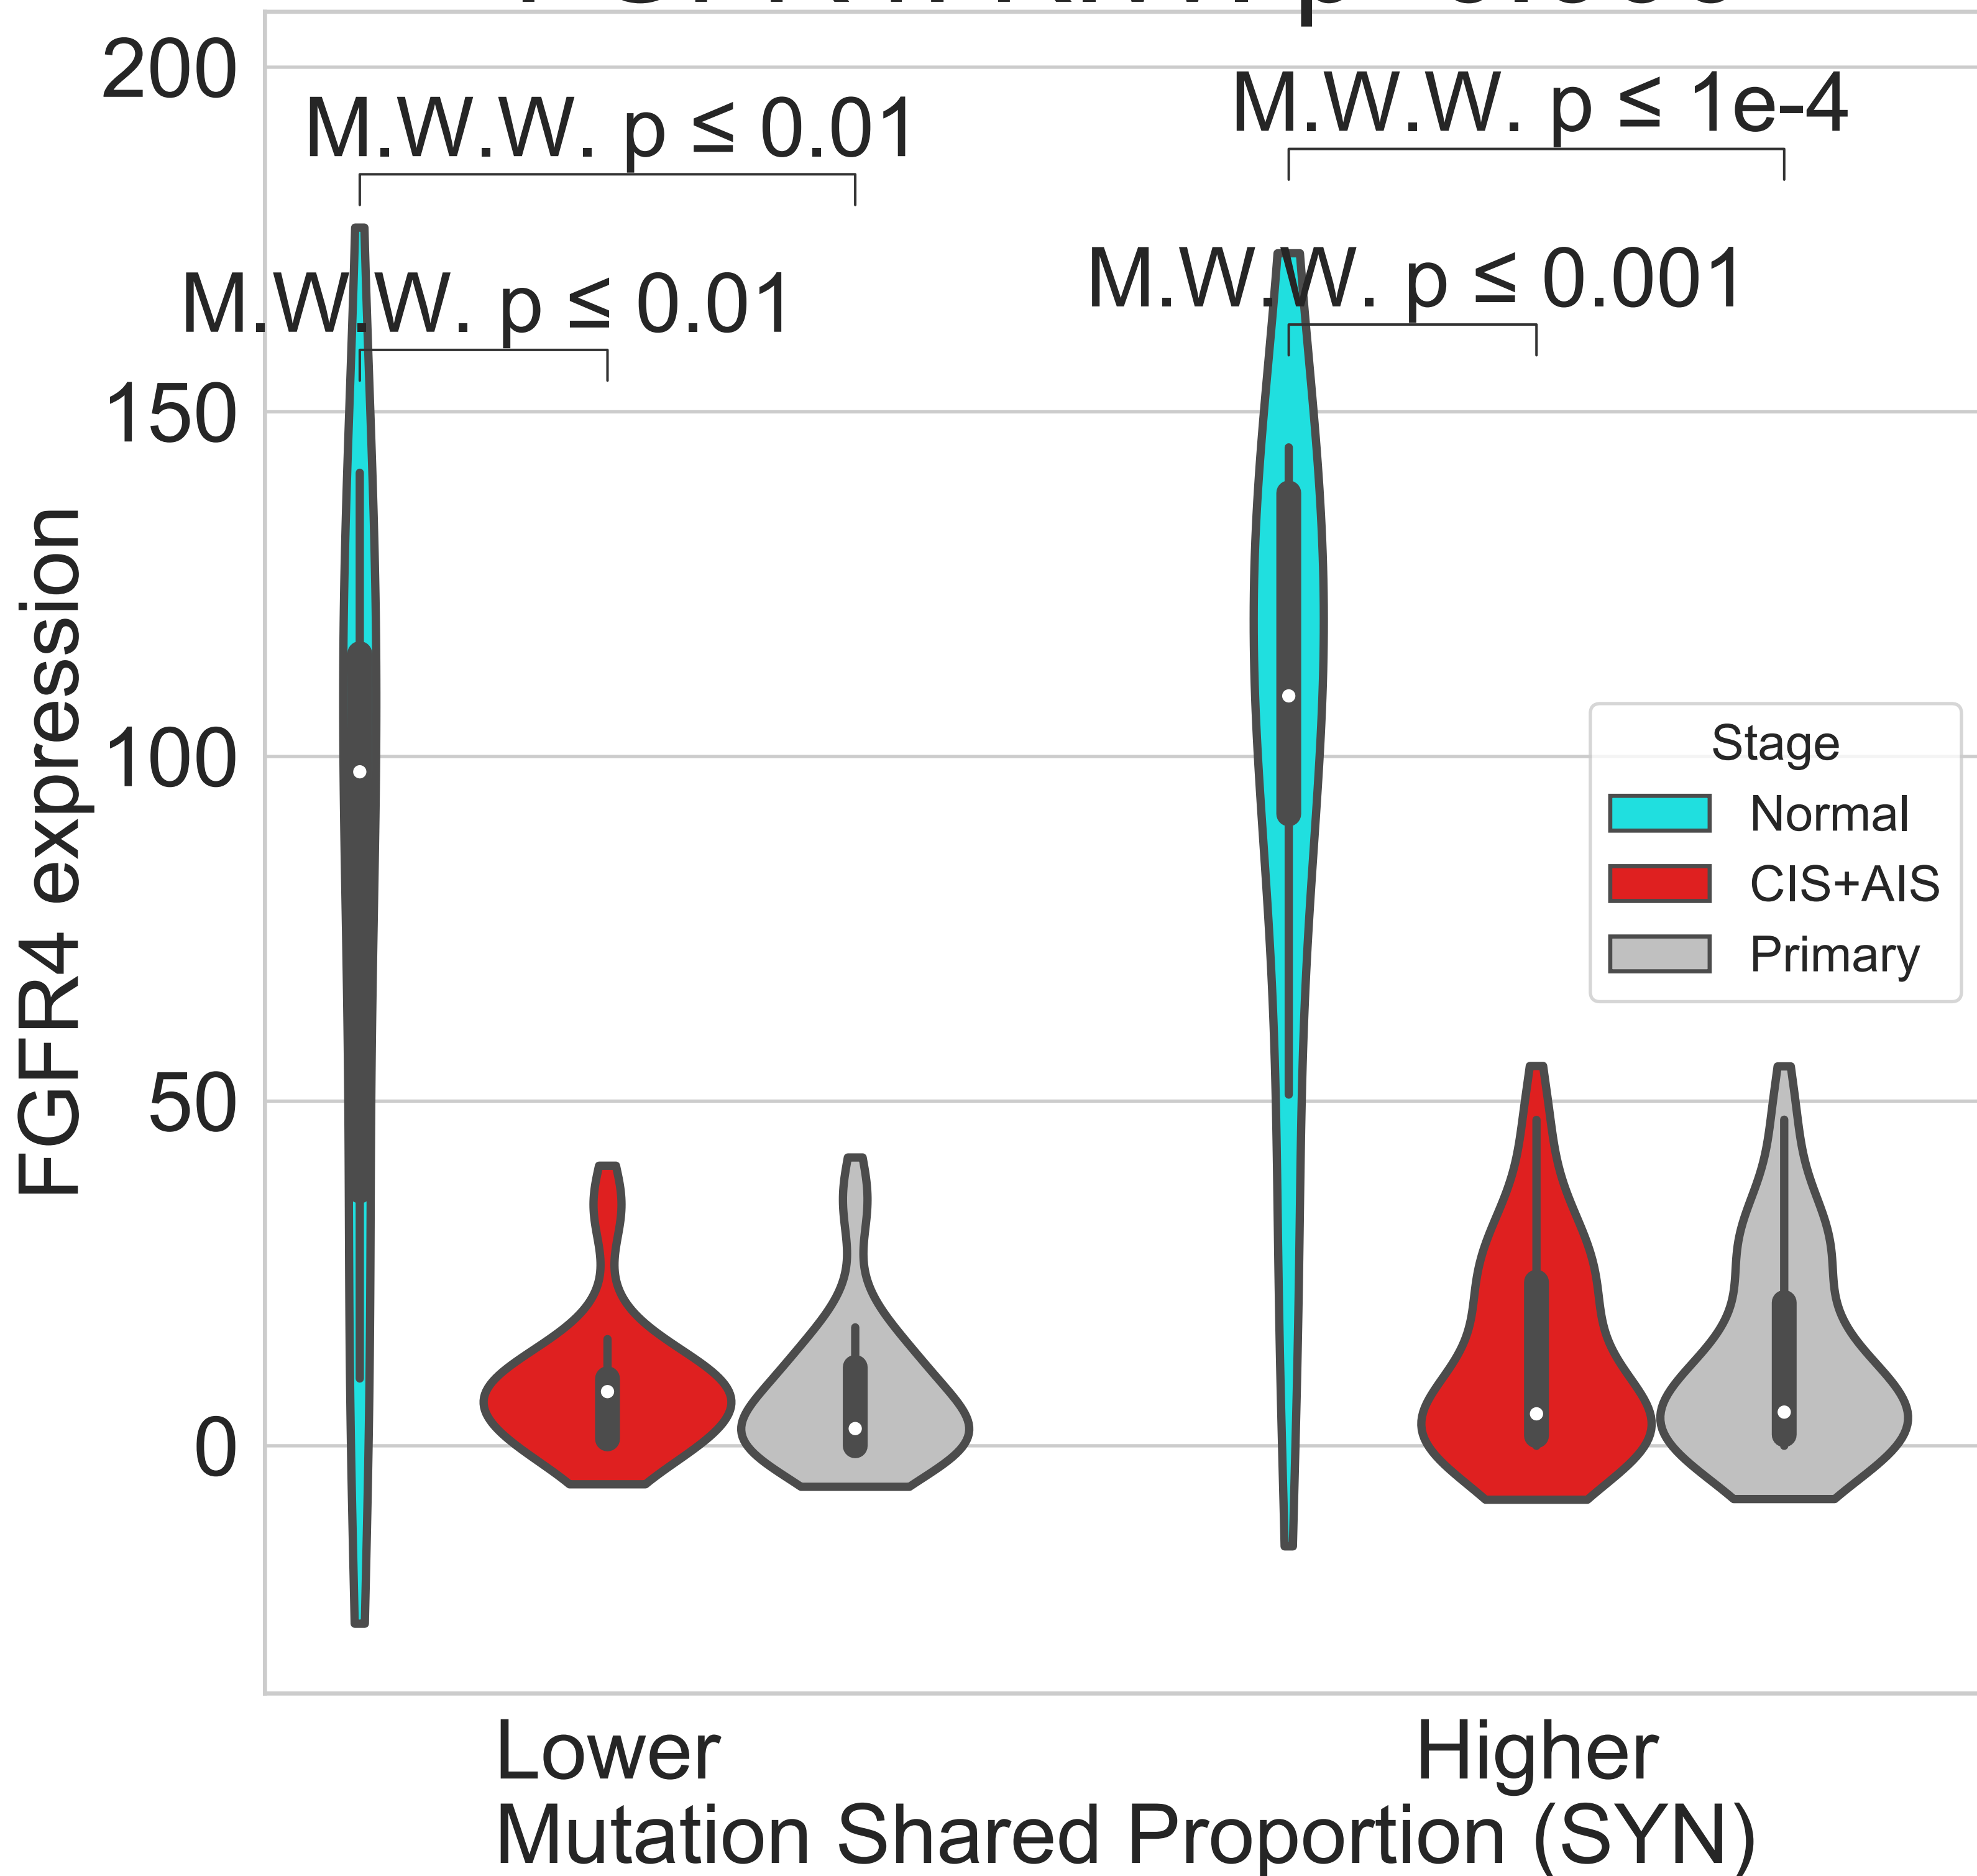 200
M.W.W. p ≤ 1e-4
M.W.W. p ≤ 0.01
M.W.W. p ≤ 0.001
M.W.W. p ≤ 0.01
150
100
50
0
FGFR4 expression
Stage
Normal
CIS+AIS
Primary
Lower
Higher
Mutation Shared Proportion (SYN)